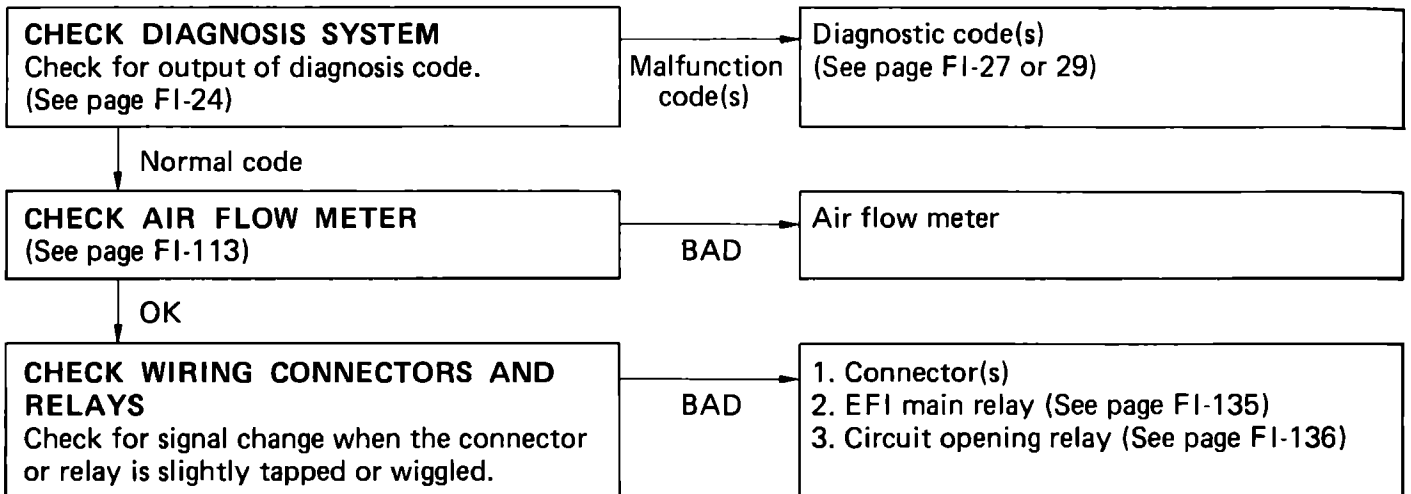 CHECK DIAGNOSIS SYSTEM
Check for output of diagnosis code.
(See page FI-24)
Malfunction
code(s)
Diagnostic code(s)
(See page FI-27 or 29)
Normal code
CHECK AIR FLOW METER
(See page FI-113)
BAD
Air flow meter
OK
CHECK WIRING CONNECTORS AND
RELAYS
Check for signal change when the connector
or relay is slightly tapped or wiggled.
BAD
1. Connector(s)
2. EFI main relay (See page FI-135)
3. Circuit opening relay (See page FI-136)